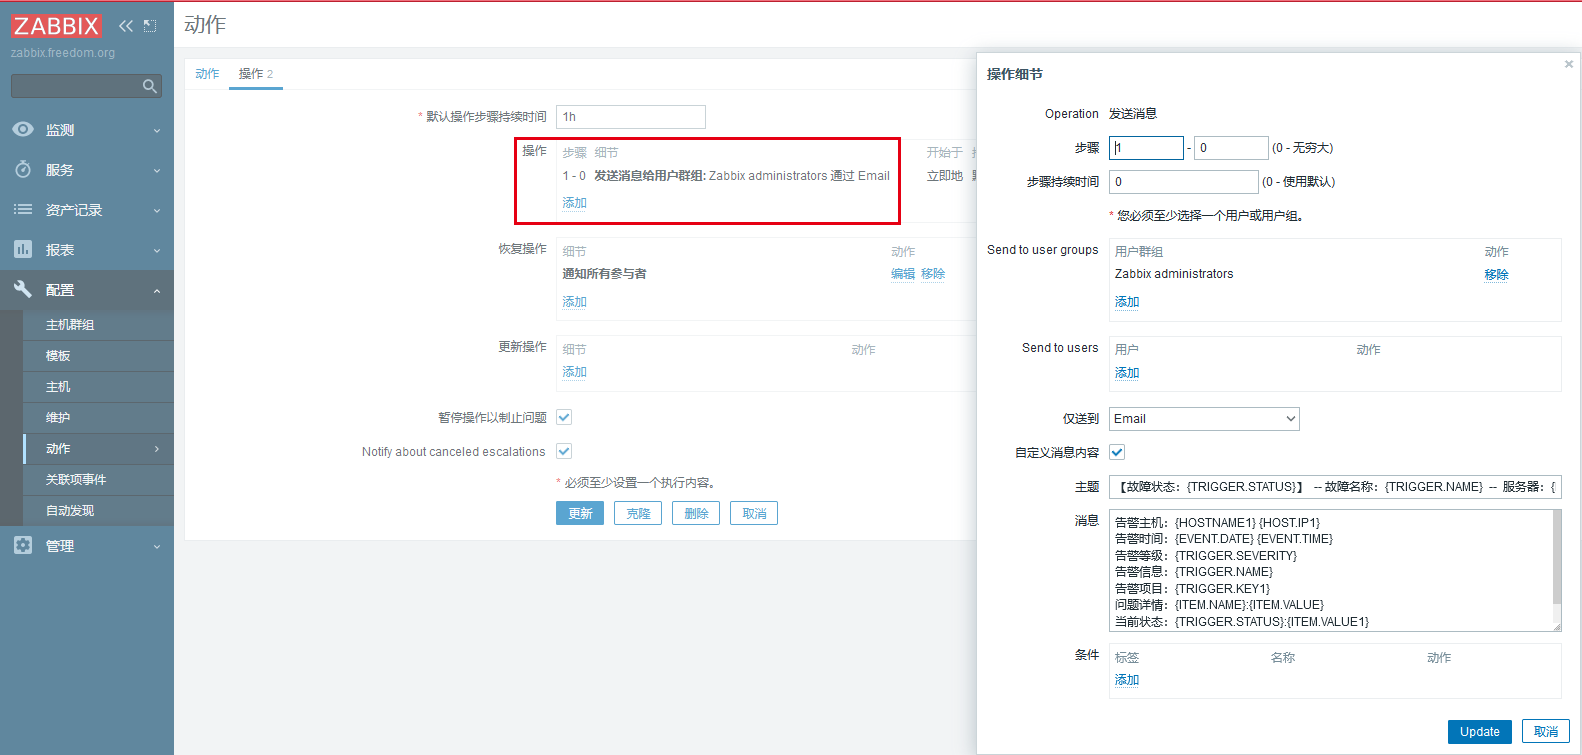 ZABBIX
zabbix.freedom.org
监测
服务
资产记录
报表
配置
主机群组
模板
主机
维护
动作
关联项事件
自动发现
管理
动作
动作 操作 2
* 默认操作步骤持续时间 1h
操作 步骤 细节 开始于
1 - 0 发送消息给用户群组: Zabbix administrators 通过 Email 立即地
添加
恢复操作 细节 动作
通知所有参与者 编辑 移除
添加
更新操作 细节 动作
添加
暂停操作以制止问题
Notify about canceled escalations
* 必须至少设置一个执行内容。
更新 克隆 删除 取消
操作细节
Operation 发送消息
步骤 1 - 0 (0 - 无穷大)
步骤持续时间 0 (0 - 使用默认)
* 您必须至少选择一个用户或用户组。
Send to user groups 用户群组 动作
Zabbix administrators 移除
添加
Send to users 用户 动作
添加
仅送到 Email
自定义消息内容
主题 【故障状态：{TRIGGER.STATUS}】 -- 故障名称：{TRIGGER.NAME} -- 服务器：{
消息 告警主机：{HOSTNAME1} {HOST.IP1}
告警时间：{EVENT.DATE} {EVENT.TIME}
告警等级：{TRIGGER.SEVERITY}
告警信息：{TRIGGER.NAME}
告警项目：{TRIGGER.KEY1}
问题详情：{ITEM.NAME}:{ITEM.VALUE}
当前状态：{TRIGGER.STATUS}:{ITEM.VALUE1}
条件 标签 名称 动作
添加
Update 取消